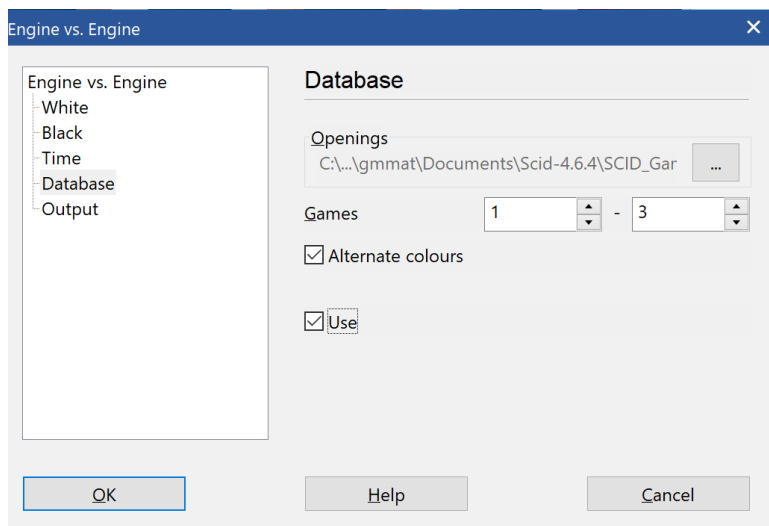 Engine vs. Engine
Engine vs. Engine
White
Black
Time
Database
Output
Database
Openings
C:\...\gmmat\Documents\Scid-4.6.4\SCID_Gar
...
Games 1 - 3
Alternate colours
Use
OK Help Cancel